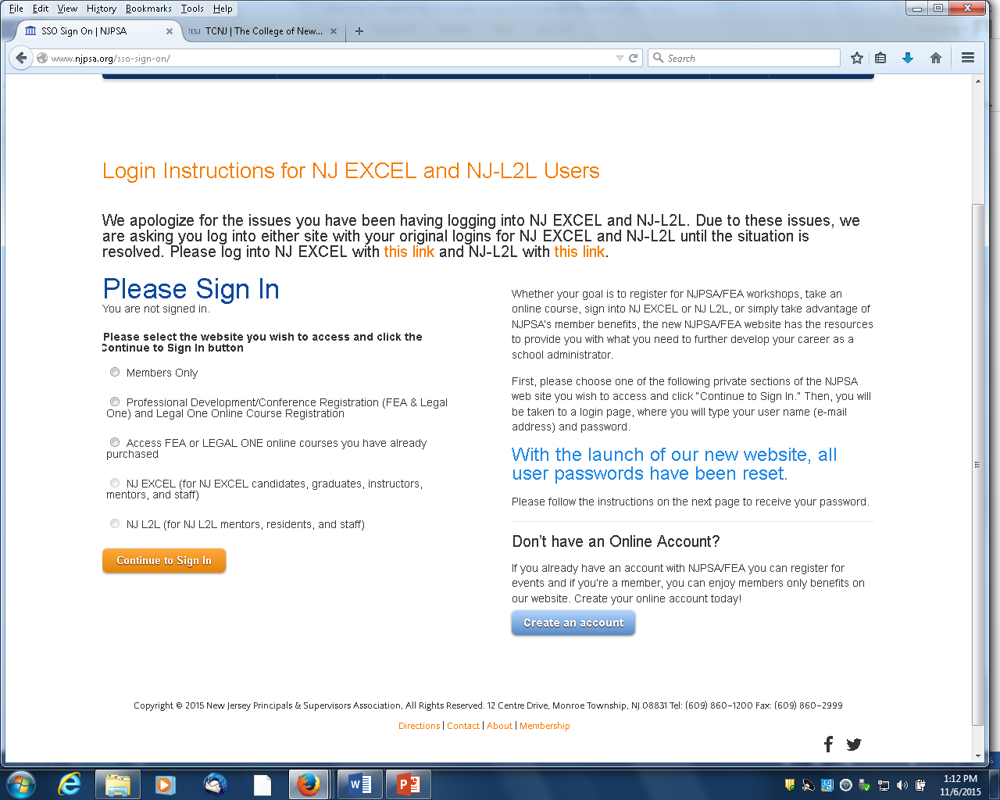 File Edit View History Bookmarks Tools Help
SSO Sign On | NJPSA
TCNJ TCNJ | The College of New...
www.njpsa.org/sso-sign-on/
Search
Login Instructions for NJ EXCEL and NJ-L2L Users
We apologize for the issues you have been having logging into NJ EXCEL and NJ-L2L. Due to these issues, we
are asking you log into either site with your original logins for NJ EXCEL and NJ-L2L until the situation is
resolved. Please log into NJ EXCEL with this link and NJ-L2L with this link.
Please Sign In
You are not signed in.
Please select the website you wish to access and click the
Continue to Sign In button
Members Only
Professional Development/Conference Registration (FEA & Legal
One) and Legal One Online Course Registration
Access FEA or LEGAL ONE online courses you have already
purchased
NJ EXCEL (for NJ EXCEL candidates, graduates, instructors,
mentors, and staff)
NJ L2L (for NJ L2L mentors, residents, and staff)
Continue to Sign In
Whether your goal is to register for NJPSA/FEA workshops, take an
online course, sign into NJ EXCEL or NJ L2L, or simply take advantage of
NJPSA's member benefits, the new NJPSA/FEA website has the resources
to provide you with what you need to further develop your career as a
school administrator.
First, please choose one of the following private sections of the NJPSA
web site you wish to access and click "Continue to Sign In." Then, you will
be taken to a login page, where you will type your user name (e-mail
address) and password.
With the launch of our new website, all
user passwords have been reset.
Please follow the instructions on the next page to receive your password.
Don't have an Online Account?
If you already have an account with NJPSA/FEA you can register for
events and if you're a member, you can enjoy members only benefits on
our website. Create your online account today!
Create an account
Copyright © 2015 New Jersey Principals & Supervisors Association, All Rights Reserved. 12 Centre Drive, Monroe Township, NJ 08831 Tel: (609) 860-1200 Fax: (609) 860-2999
Directions | Contact | About | Membership
1:12 PM
11/6/2015